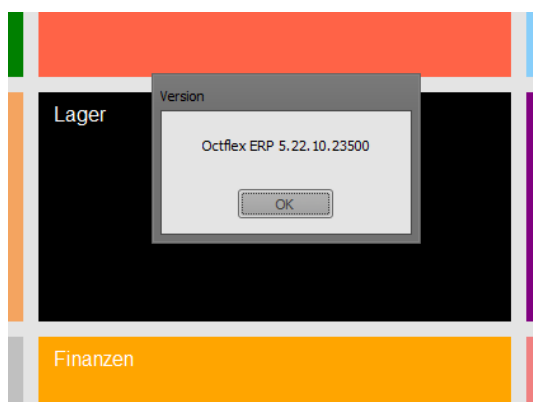 Lager
Version
Octflex ERP 5.22.10.23500
OK
Finanzen